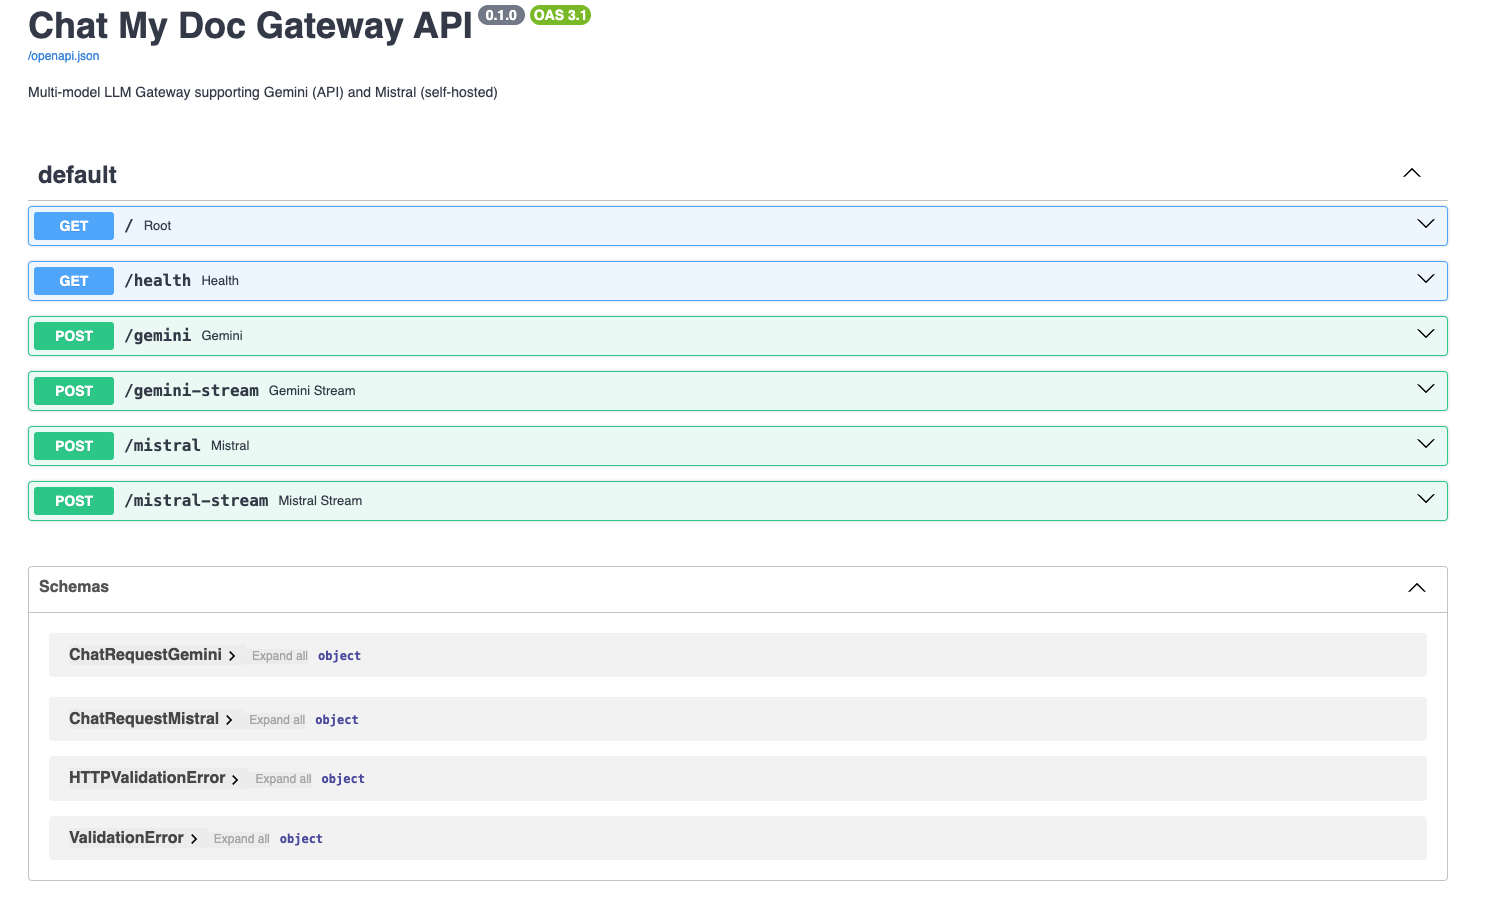 Chat My Doc Gateway API 0.1.0 OAS 3.1
/openapi.json
Multi-model LLM Gateway supporting Gemini (API) and Mistral (self-hosted)
default
GET / Root
GET /health Health
POST /gemini Gemini
POST /gemini-stream Gemini Stream
POST /mistral Mistral
POST /mistral-stream Mistral Stream
Schemas
ChatRequestGemini Expand all object
ChatRequestMistral Expand all object
HTTPValidationError Expand all object
ValidationError Expand all object